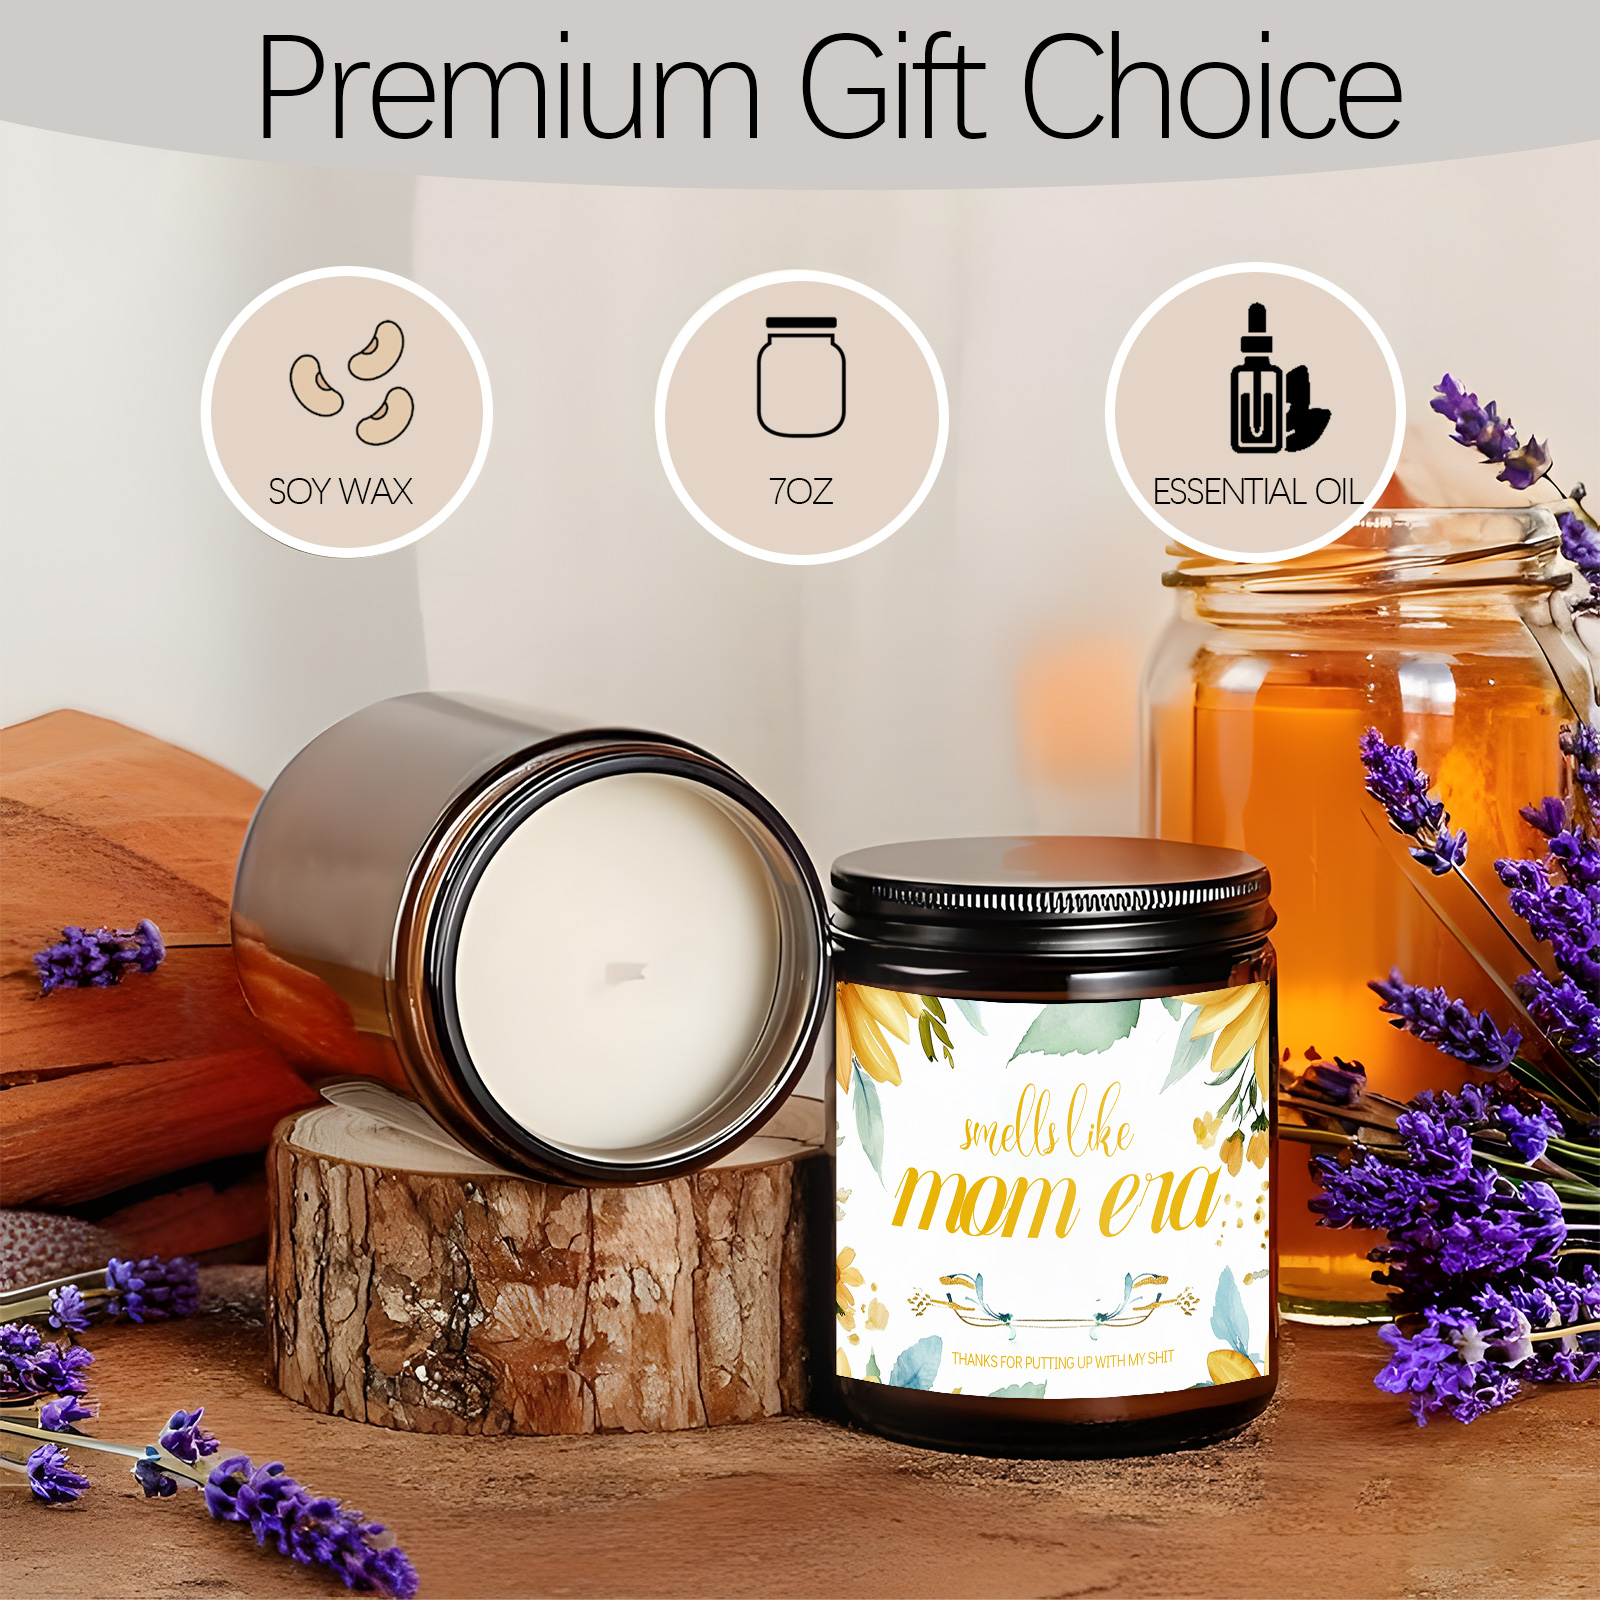 Premium Gift Choice
SOY WAX
7OZ
ESSENTIAL OIL
smells like
mom era
THANKS FOR PUTTING UP WITH MY SHIT